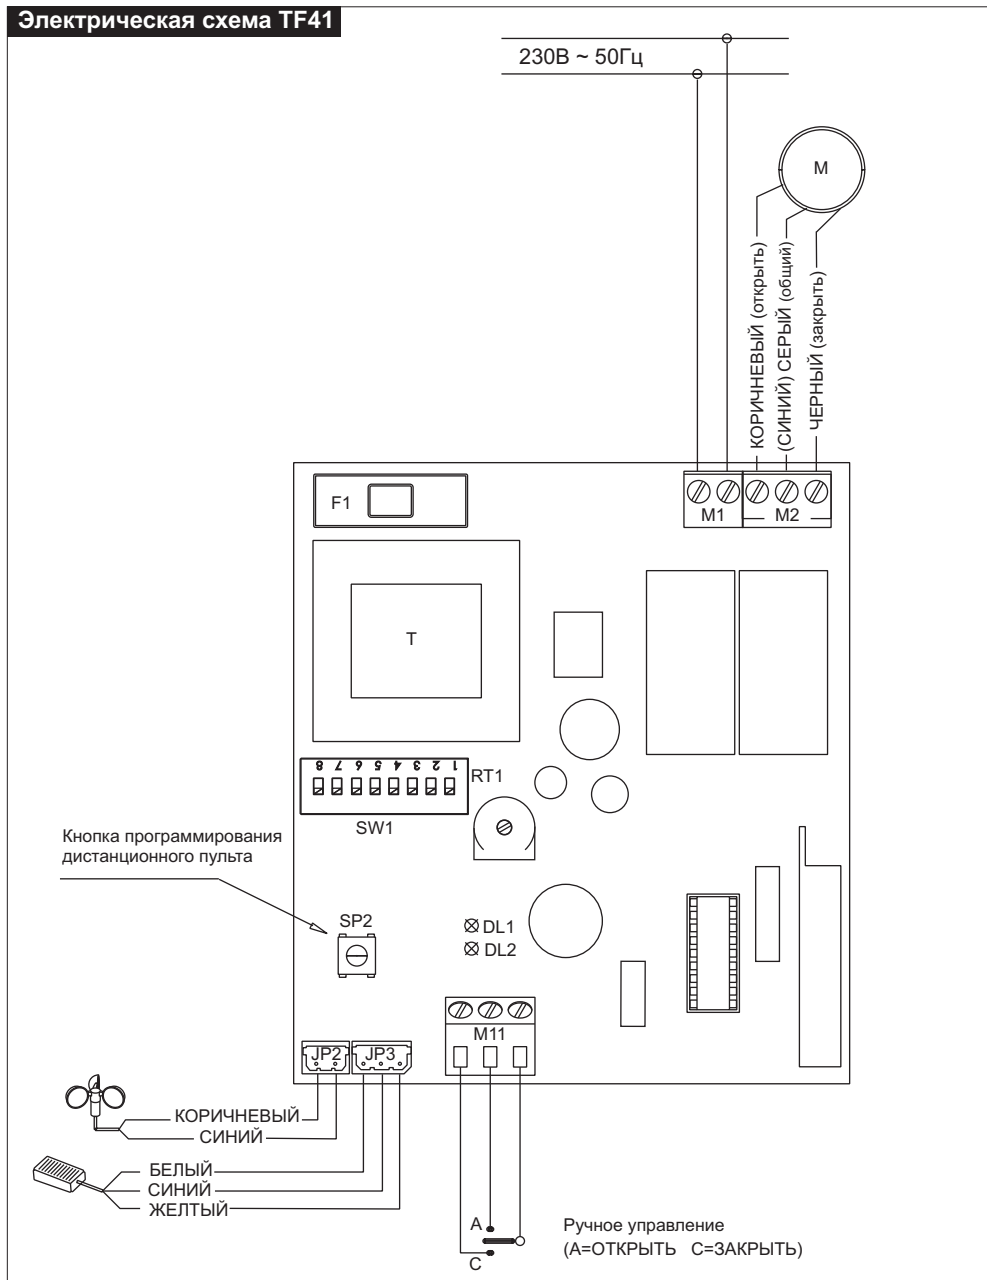 Электрическая схема TF41
230В ~ 50Гц
M
КОРИЧНЕВЫЙ (открыть)
(СИНИЙ) СЕРЫЙ (общий)
ЧЕРНЫЙ (закрыть)
F1
M1
M2
T
8 7 6 5 4 3 2 1
RT1
SW1
Кнопка программирования
дистанционного пульта
SP2
DL1
DL2
M11
JP2
JP3
КОРИЧНЕВЫЙ
СИНИЙ
БЕЛЫЙ
СИНИЙ
ЖЕЛТЫЙ
A
C
Ручное управление
(A=ОТКРЫТЬ C=ЗАКРЫТЬ)